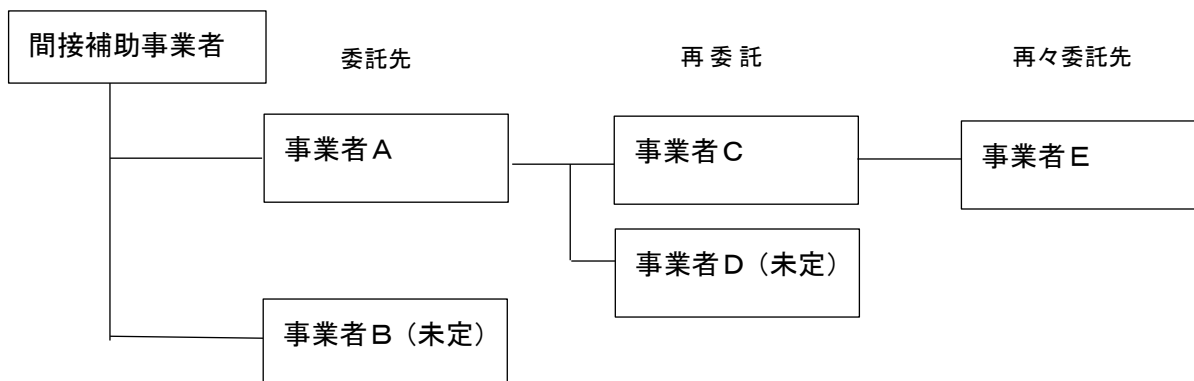 間接補助事業者
委託先
再委託
再々委託先
事業者Ａ
事業者Ｃ
事業者Ｅ
事業者Ｄ（未定）
事業者Ｂ（未定）